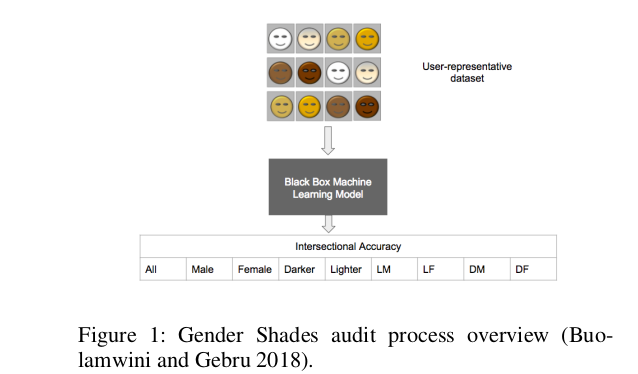 User-representative
dataset
Black Box Machine
Learning Model
Intersectional Accuracy
All Male Female Darker Lighter LM LF DM DF
Figure 1: Gender Shades audit process overview (Buo-
lamwini and Gebru 2018).